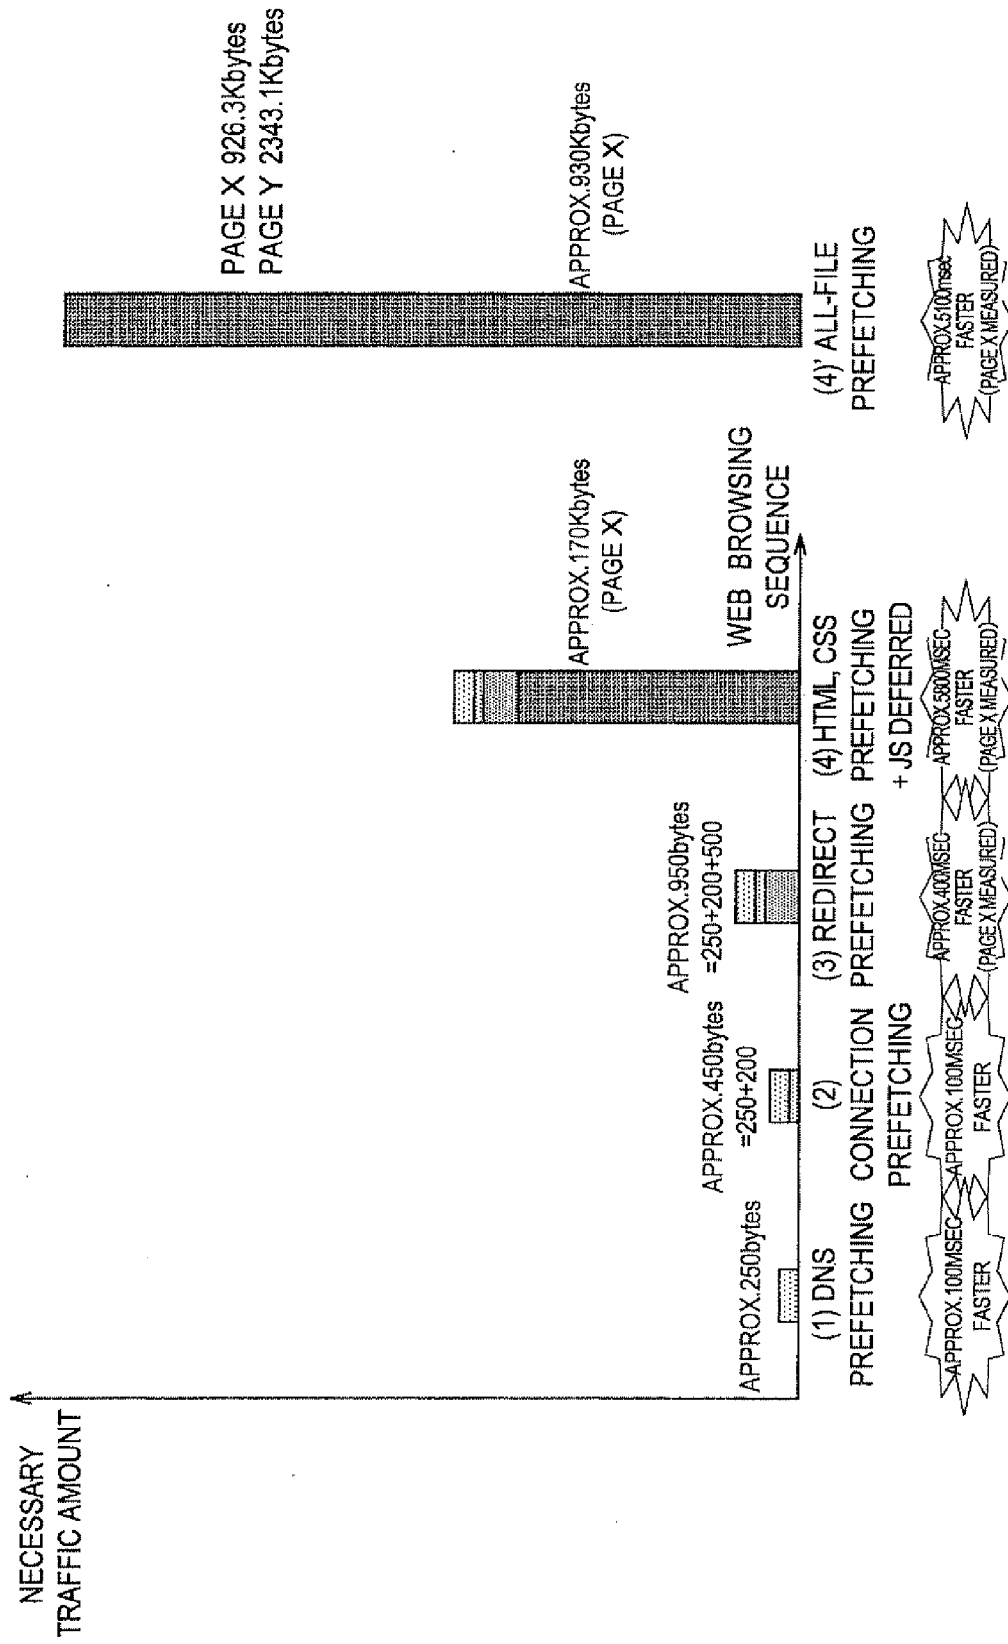 NECESSARY
TRAFFIC AMOUNT
APPROX.250bytes
APPROX.450bytes
=250+200
APPROX.950bytes
=250+200+500
APPROX.170Kbytes
(PAGE X)
PAGE X 926.3Kbytes
PAGE Y 2343.1Kbytes
APPROX.930Kbytes
(PAGE X)
WEB BROWSING
SEQUENCE
(1) DNS
PREFETCHING
(2)
CONNECTION
PREFETCHING
(3) REDIRECT
PREFETCHING
(4) HTML, CSS
PREFETCHING
+ JS DEFERRED
(4)' ALL-FILE
PREFETCHING
APPROX.100MSEC
FASTER
APPROX.100MSEC
FASTER
APPROX.400MSEC
FASTER
(PAGE X MEASURED)
APPROX.5800MSEC
FASTER
(PAGE X MEASURED)
APPROX.5100msec
FASTER
(PAGE X MEASURED)